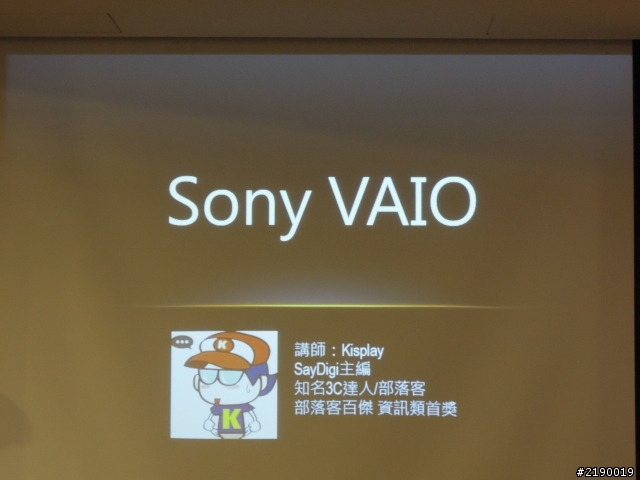 Sony VAIO
K
K
講師：Kisplay
SayDigi主編
知名3C達人/部落客
部落客百傑 資訊類首獎
#2190019